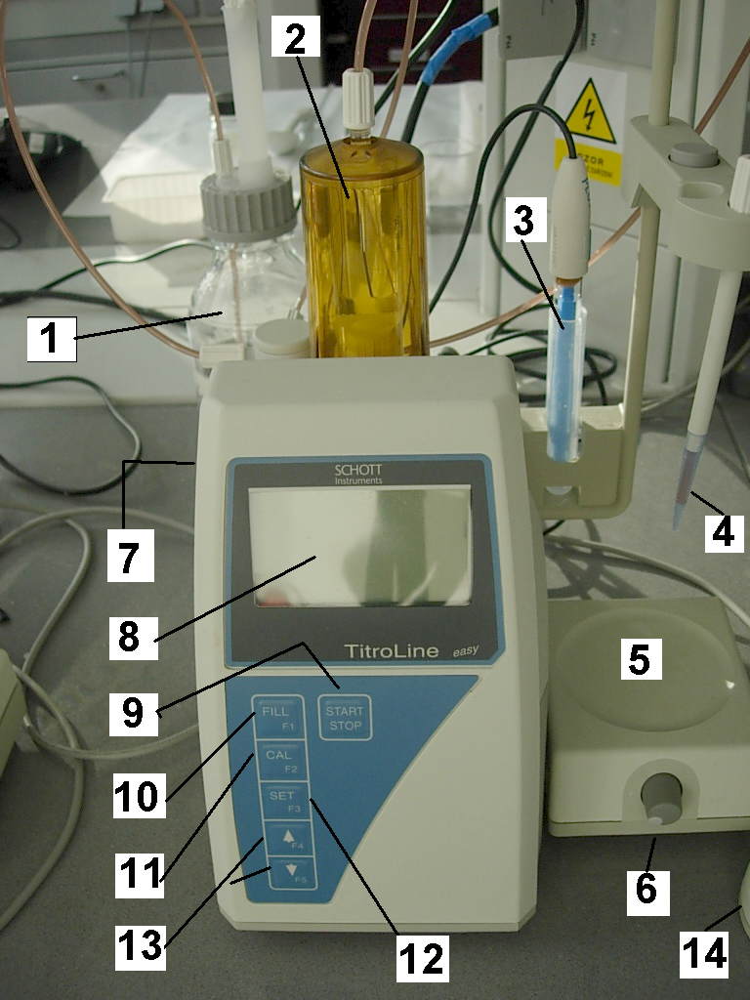 2
3
OZOR
1
SCHOTT
Instruments
4
7
8
TitroLine easy
5
9
START
STOP
FILL
F1
CAL
F2
10
SET
F3
11
F4
F5
6
13
12
14